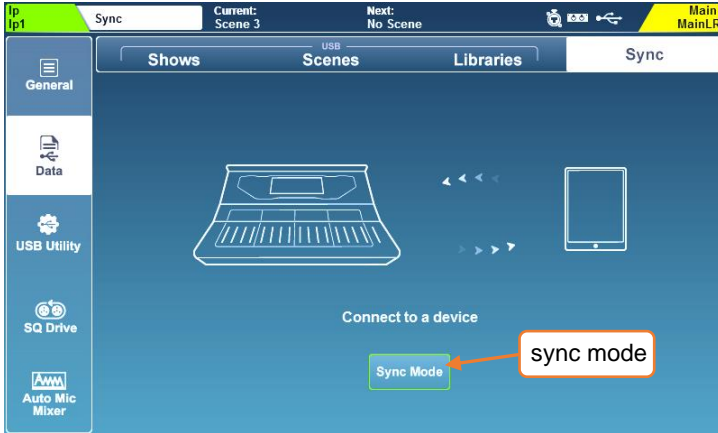 Ip
Ip1
Sync
Current:
Scene 3
Next:
No Scene
Main
MainLR
General
Data
USB Utility
SQ Drive
Auto Mic
Mixer
USB
Shows
Scenes
Libraries
Sync
Connect to a device
Sync Mode
sync mode